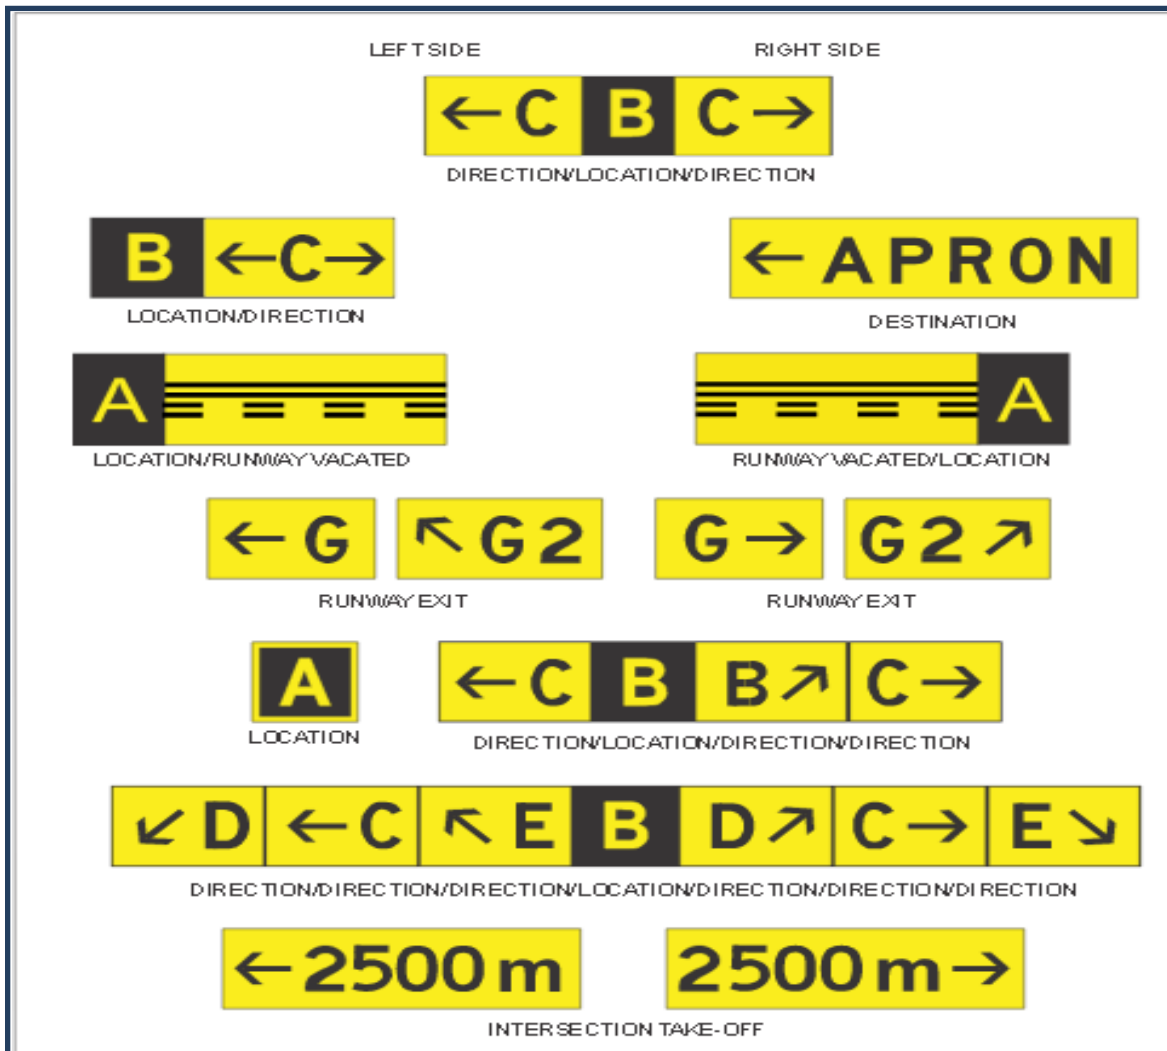 LEFT SIDE RIGHT SIDE
←C B C→
DIRECTION/LOCATION/DIRECTION
B ←C→
LOCATION/DIRECTION
← APRON
DESTINATION
A
LOCATION/RUNWAY VACATED
A
RUNWAY VACATED/LOCATION
←G ↖G2
RUNWAY EXIT
G→ G2↗
RUNWAY EXIT
A
LOCATION
←C B B↗ C→
DIRECTION/LOCATION/DIRECTION/DIRECTION
↙D ←C ↖E B D↗ C→ E↘
DIRECTION/DIRECTION/DIRECTION/LOCATION/DIRECTION/DIRECTION/DIRECTION
←2500 m 2500 m→
INTERSECTION TAKE-OFF